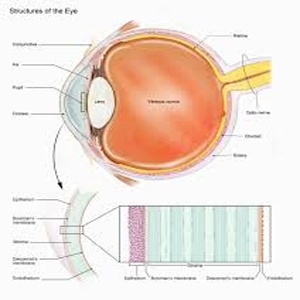 Structures of the Eye
Conjunctiva
Iris
Pupil
Cornea
Lens
Vitreous humor
Retina
Optic nerve
Choroid
Sclera
Epithelium
Bowman's
membrane
Stroma
Descemet's
membrane
Endothelium
Stroma
Epithelium
Bowman's membrane
Descemet's membrane
Endothelium